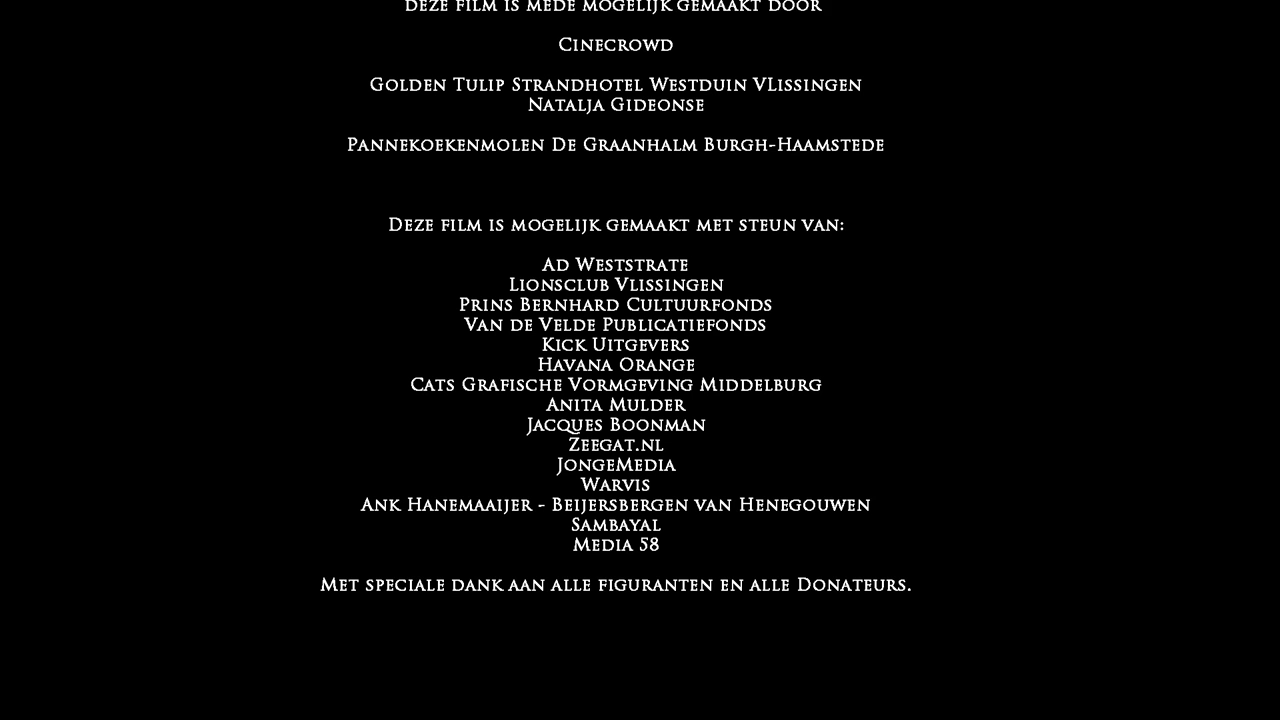 deze film is mede mogelijk gemaakt door
Cinecrowd
Golden Tulip Strandhotel Westduin VLissingen
Natalja Gideonse
Pannekoekenmolen De Graanhalm Burgh-Haamstede
Deze film is mogelijk gemaakt met steun van:
Ad Weststrate
Lionsclub Vlissingen
Prins Bernhard Cultuurfonds
Van de Velde Publicatiefonds
Kick Uitgevers
Havana Orange
Cats Grafische Vormgeving Middelburg
Anita Mulder
Jacques Boonman
Zeegat.nl
JongeMedia
Warvis
Ank Hanemaaijer - Beijersbergen van Henegouwen
Sambayal
Media 58
Met speciale dank aan alle figuranten en alle Donateurs.